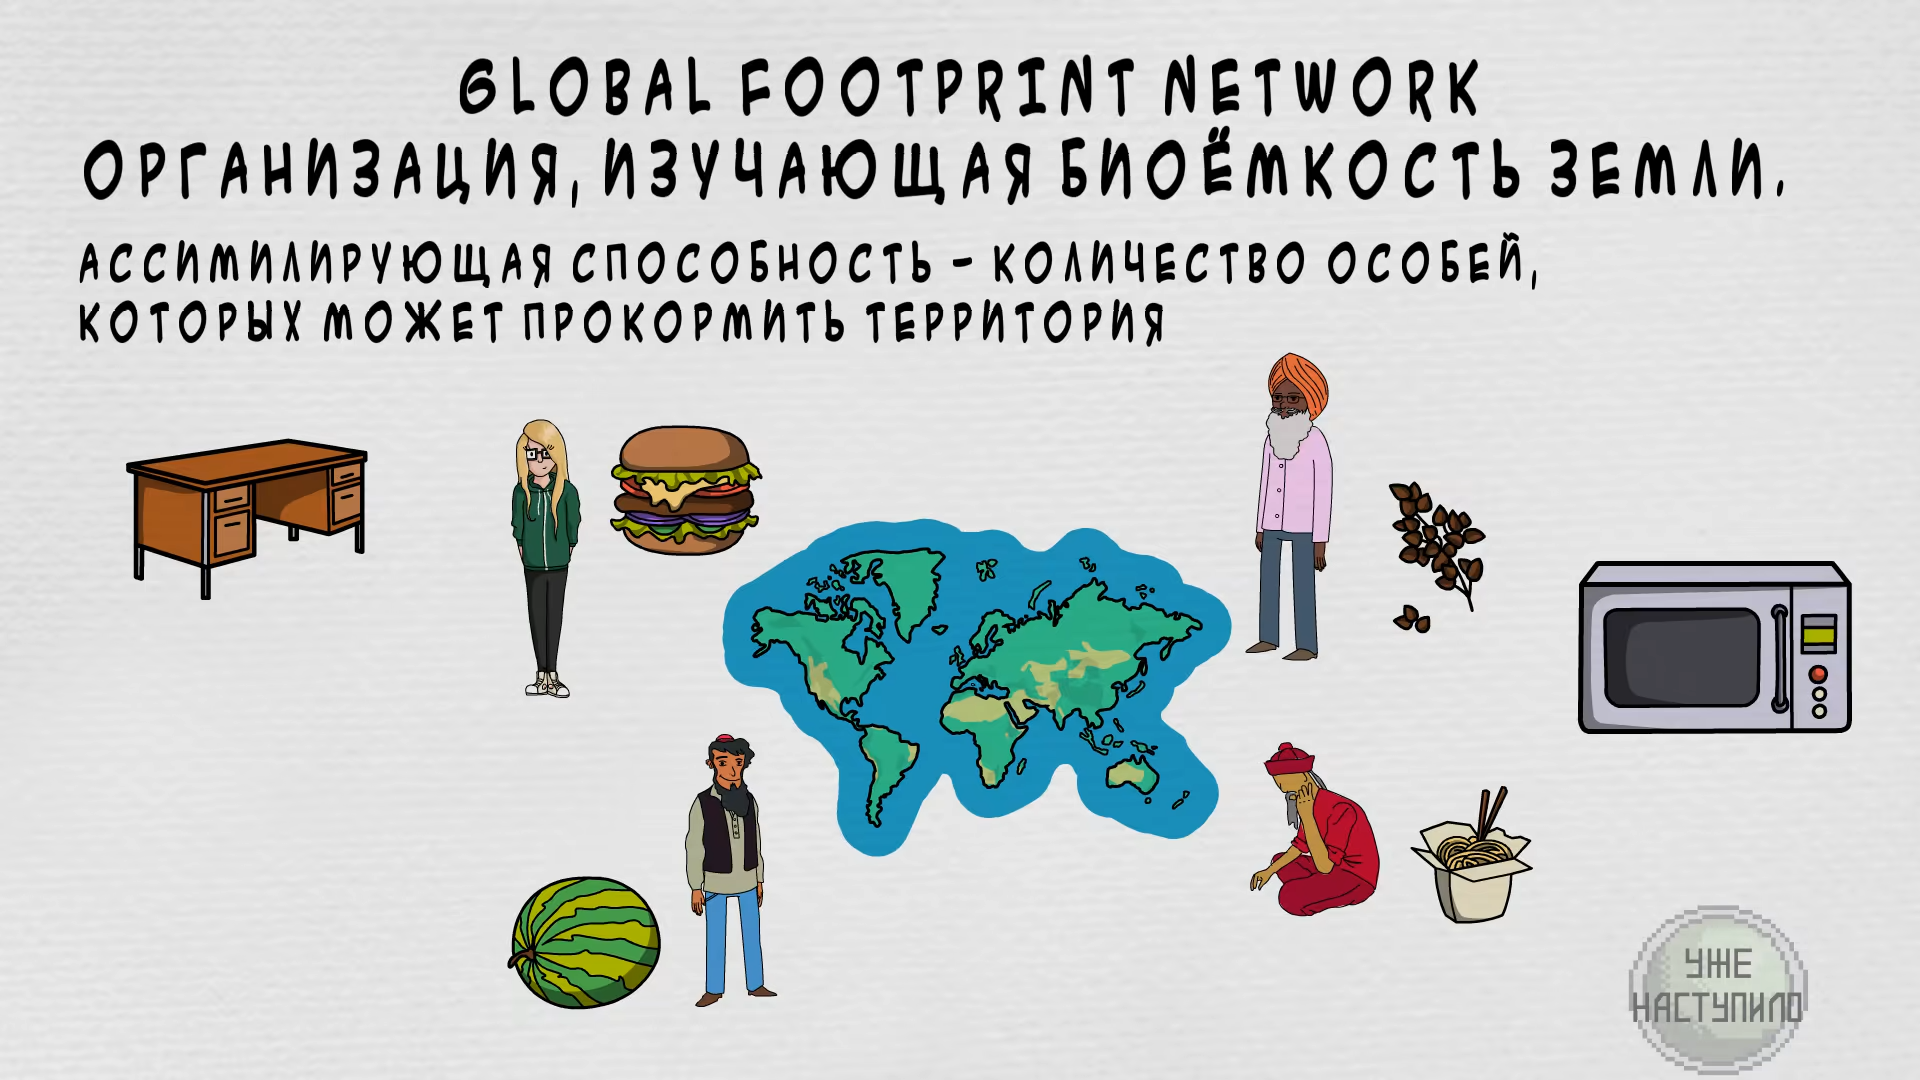 GLOBAL FOOTPRINT NETWORK
ОРГАНИЗАЦИЯ, ИЗУЧАЮЩАЯ БИОЁМКОСТЬ ЗЕМЛИ.
АССИМИЛИРУЮЩАЯ СПОСОБНОСТЬ - КОЛИЧЕСТВО ОСОБЕЙ,
КОТОРЫХ МОЖЕТ ПРОКОРМИТЬ ТЕРРИТОРИЯ
УЖЕ
НАСТУПИЛО